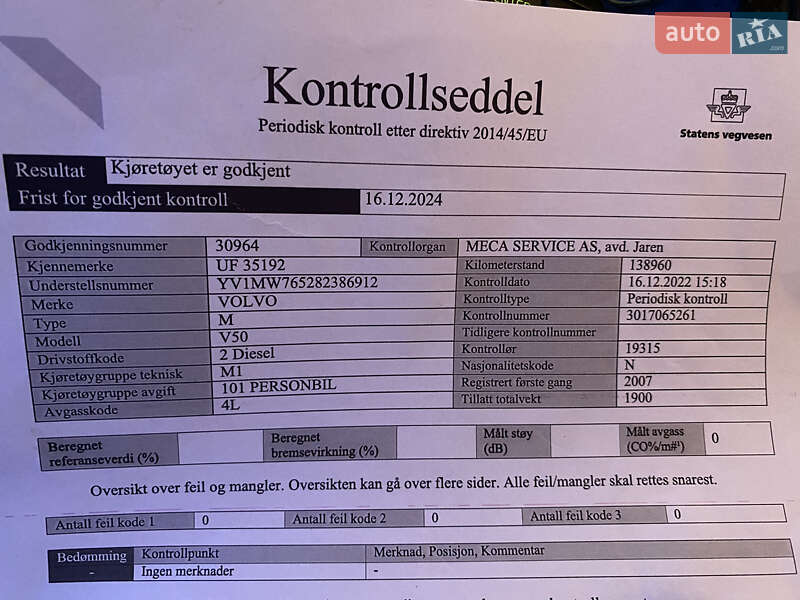 auto RIA .com
Kontrollseddel
Periodisk kontroll etter direktiv 2014/45/EU
Statens vegvesen
Resultat Kjøretøyet er godkjent
Frist for godkjent kontroll 16.12.2024
Godkjenningsnummer 30964 Kontrollorgan MECA SERVICE AS, avd. Jaren
Kjennemerke UF 35192 Kilometerstand 138960
Understellsnummer YV1MW765282386912 Kontrolldato 16.12.2022 15:18
Merke VOLVO Kontrolltype Periodisk kontroll
Type M Kontrollnummer 3017065261
Modell V50 Tidligere kontrollnummer
Drivstoffkode 2 Diesel Kontrollør 19315
Kjøretøygruppe teknisk M1 Nasjonalitetskode N
Kjøretøygruppe avgift 101 PERSONBIL Registrert første gang 2007
Avgasskode 4L Tillatt totalvekt 1900
Beregnet referanseverdi (%) Beregnet bremsevirkning (%) Målt støy (dB) Målt avgass (CO%/m#¹) 0
Oversikt over feil og mangler. Oversikten kan gå over flere sider. Alle feil/mangler skal rettes snarest.
Antall feil kode 1 0 Antall feil kode 2 0 Antall feil kode 3 0
Bedømming Kontrollpunkt Merknad, Posisjon, Kommentar
- Ingen merknader -